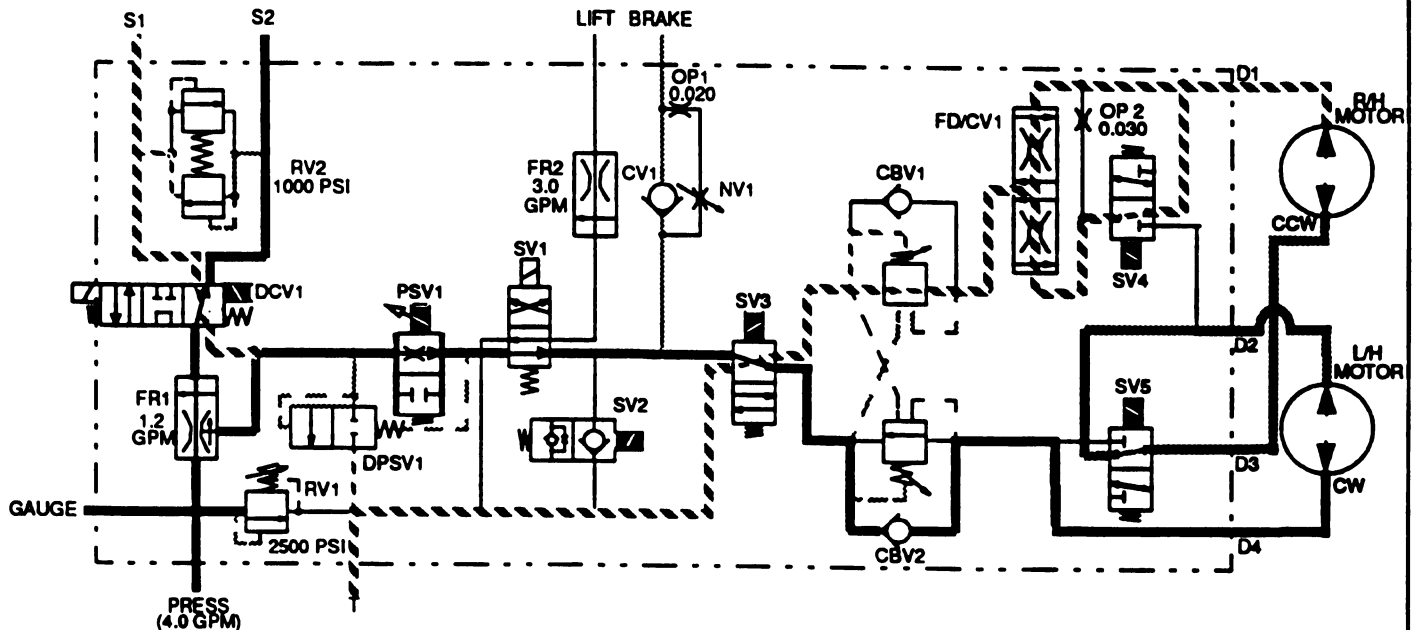 S1
S2
LIFT BRAKE
OP1
0.020
D1
R/H
MOTOR
FD/CV1
OP 2
0.030
RV2
1000 PSI
FR2
3.0
GPM
CV1
NV1
CBV1
CCW
SV4
SV1
DCV1
PSV1
SV3
D2
L/H
MOTOR
FR1
1.2
GPM
SV2
SV5
DPSV1
D3
CW
RV1
GAUGE
2500 PSI
CBV2
D4
PRESS
(4.0 GPM)